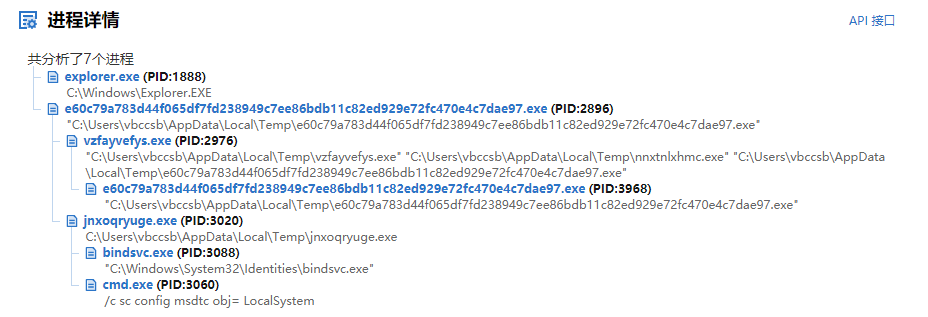 进程详情
API 接口
共分析了7个进程
explorer.exe (PID:1888)
C:\Windows\Explorer.EXE
e60c79a783d44f065df7fd238949c7ee86bdb11c82ed929e72fc470e4c7dae97.exe (PID:2896)
"C:\Users\vbccsb\AppData\Local\Temp\e60c79a783d44f065df7fd238949c7ee86bdb11c82ed929e72fc470e4c7dae97.exe"
vzfayvefys.exe (PID:2976)
"C:\Users\vbccsb\AppData\Local\Temp\vzfayvefys.exe" "C:\Users\vbccsb\AppData\Local\Temp\nnxtnlxhmc.exe" "C:\Users\vbccsb\AppData
\Local\Temp\e60c79a783d44f065df7fd238949c7ee86bdb11c82ed929e72fc470e4c7dae97.exe"
e60c79a783d44f065df7fd238949c7ee86bdb11c82ed929e72fc470e4c7dae97.exe (PID:3968)
"C:\Users\vbccsb\AppData\Local\Temp\e60c79a783d44f065df7fd238949c7ee86bdb11c82ed929e72fc470e4c7dae97.exe"
jnxoqryuge.exe (PID:3020)
C:\Users\vbccsb\AppData\Local\Temp\jnxoqryuge.exe
bindsvc.exe (PID:3088)
"C:\Windows\System32\Identities\bindsvc.exe"
cmd.exe (PID:3060)
/c sc config msdtc obj= LocalSystem